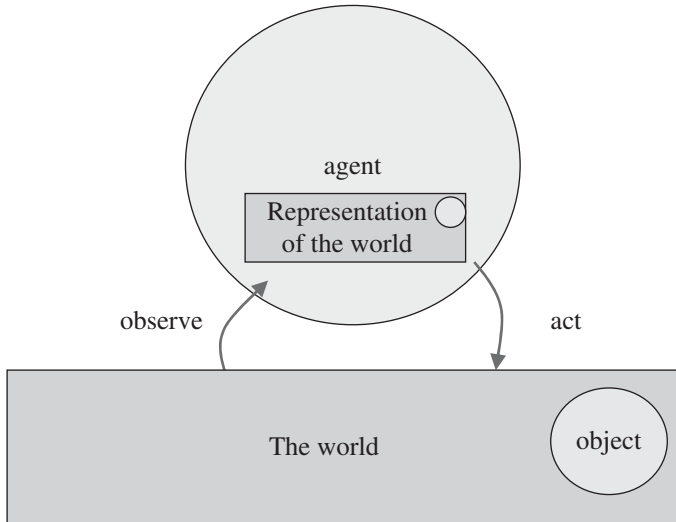 agent
Representation
of the world
observe
act
The world
object